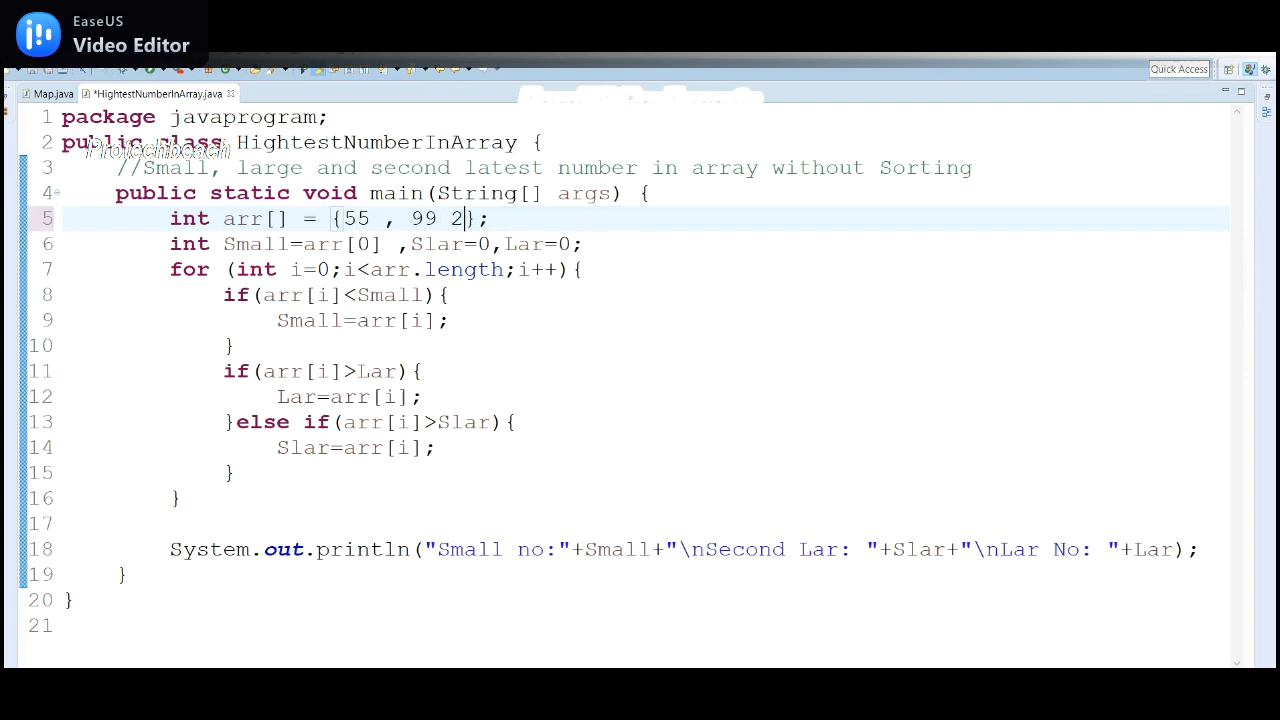 EaseUS
Video Editor
Quick Access
Map.java
*HightestNumberInArray.java
1 package javaprogram;
2 public class HightestNumberInArray {
Protechbeach
3 //Small, large and second latest number in array without Sorting
4 public static void main(String[] args) {
5 int arr[] = {55 , 99 2};
6 int Small=arr[0] ,Slar=0,Lar=0;
7 for (int i=0;i<arr.length;i++){
8 if(arr[i]<Small){
9 Small=arr[i];
10 }
11 if(arr[i]>Lar){
12 Lar=arr[i];
13 }else if(arr[i]>Slar){
14 Slar=arr[i];
15 }
16 }
17
18 System.out.println("Small no:"+Small+"\nSecond Lar: "+Slar+"\nLar No: "+Lar);
19 }
20 }
21